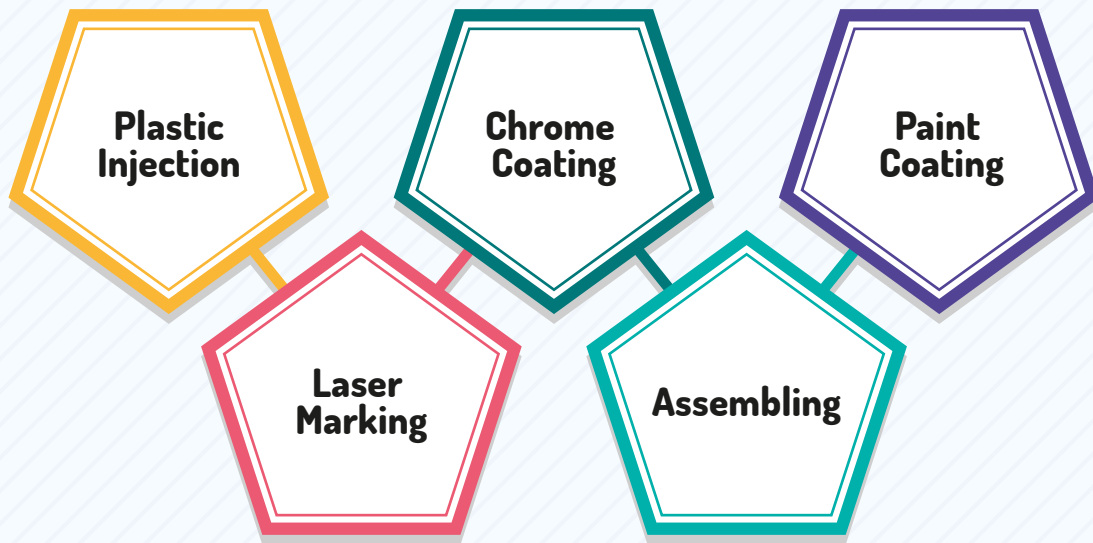 Plastic
Injection
Chrome
Coating
Paint
Coating
Laser
Marking
Assembling